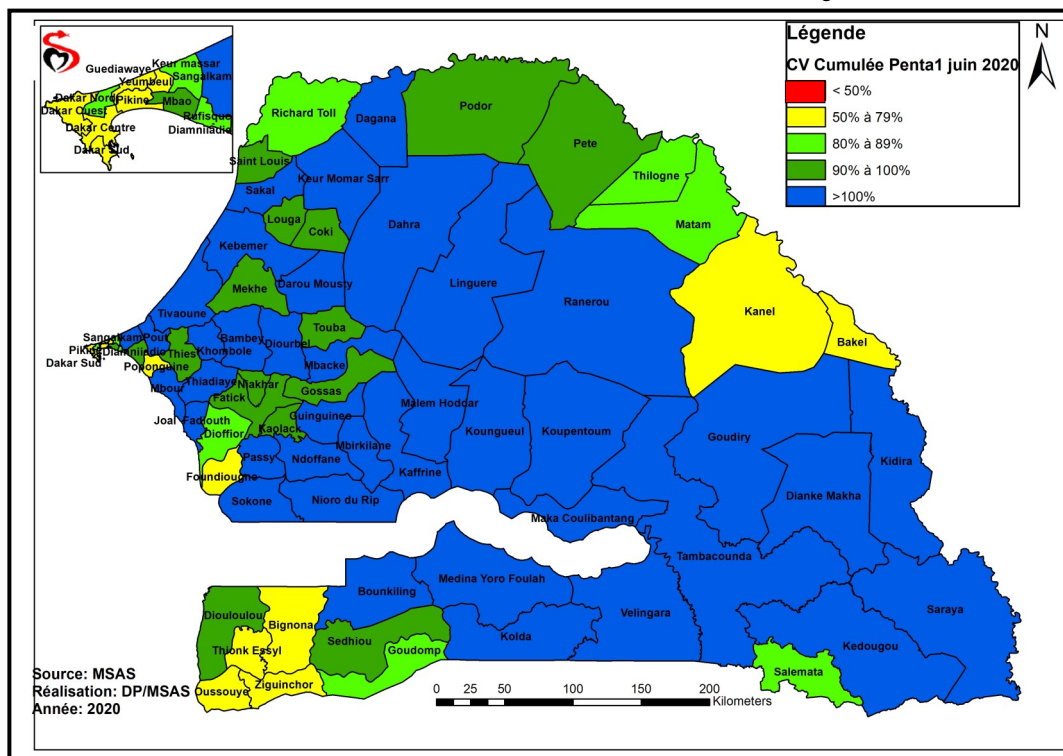 Légende
CV Cumulée Penta1 juin 2020
< 50%
50% à 79%
80% à 89%
90% à 100%
>100%
N
Keur massar
Guediawaye
Sangalkam
Yeumbeul
Dakar Nord
Pikine
Mbao
Dakar Ouest
Rufisque
Dakar Centre
Diamniadio
Dakar Sud
Podor
Richard Toll
Dagana
Pete
Saint Louis
Thilogne
Keur Momar Sarr
Sakal
Louga
Coki
Dahra
Matam
Kebemer
Linguere
Darou Mousty
Mekhe
Ranerou
Kanel
Tivaoune
Touba
Bakel
Sangalkam
Pout
Bambey
Diourbel
Pikine
Diamniadio
Thies
Khombole
Dakar Sud
Poponguine
Mbacke
Mbour
Thiadiaye
Niakhar
Gossas
Fatick
Malem Hoddar
Joal Fadiouth
Guinguineo
Kaolack
Dioffior
Koungueul
Koupentoum
Goudiry
Mbirkilane
Passy
Ndoffane
Kidira
Foundiougne
Kaffrine
Sokone
Nioro du Rip
Dianke Makha
Maka Coulibantang
Tambacounda
Medina Yoro Foulah
Bounkiling
Diouloulou
Velingara
Saraya
Bignona
Kolda
Sedhiou
Thionk Essyl
Goudomp
Kedougou
Salemata
Ziguinchor
Oussouye
Source: MSAS
Réalisation: DP/MSAS
Année: 2020
0 25 50 100 150 200
Kilometers